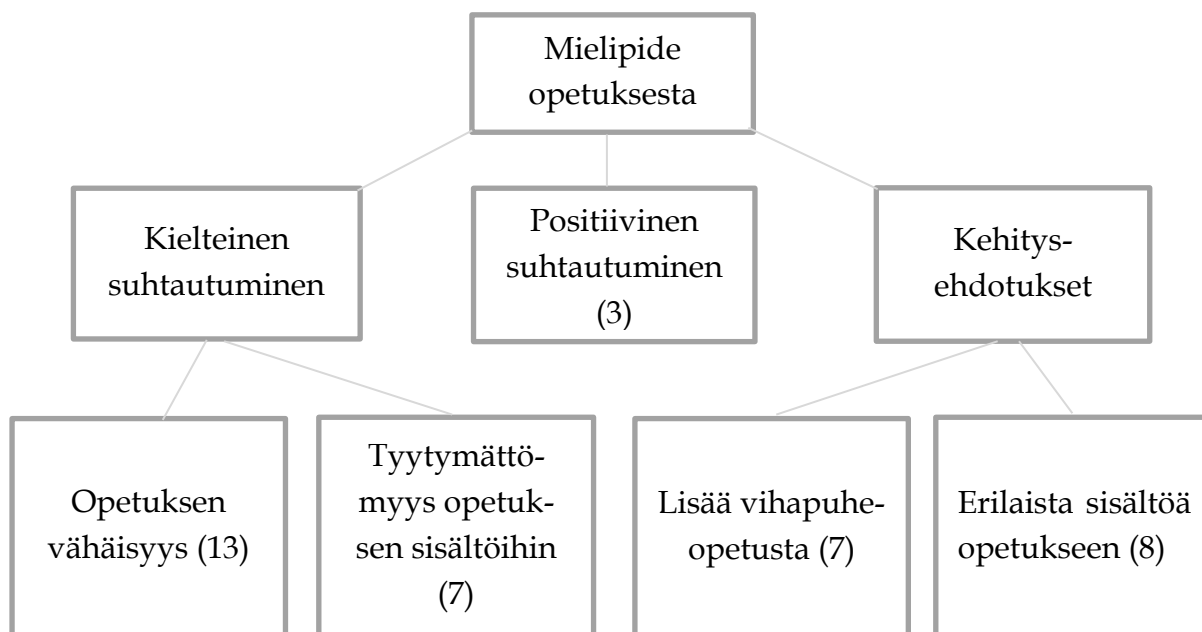 Mielipide
opetuksesta
Kielteinen
suhtautuminen
Positiivinen
suhtautuminen
(3)
Kehitys-
ehdotukset
Opetuksen
vähäisyys (13)
Tyytymättö-
myys opetuk-
sen sisältöihin
(7)
Lisää vihapuhe-
opetusta (7)
Erilaista sisältöä
opetukseen (8)